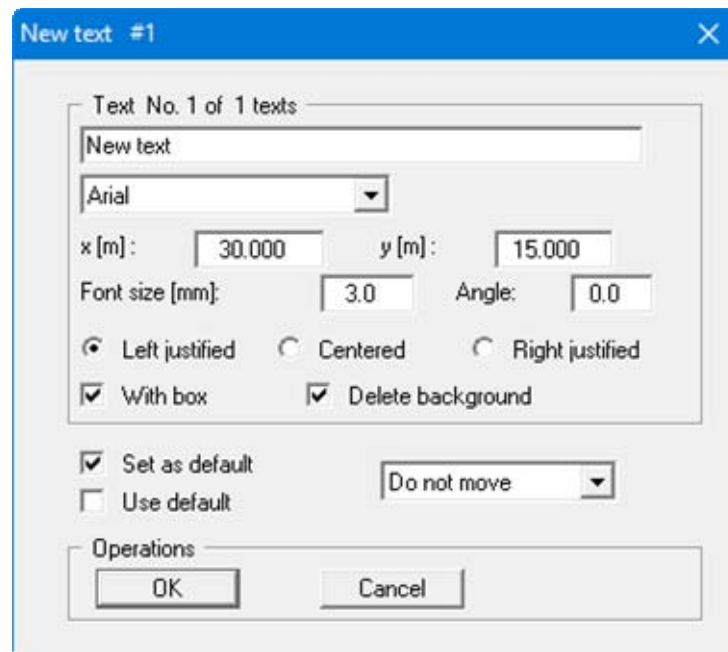 New text #1
Text No. 1 of 1 texts
New text
Arial
x [m] : 30.000 y [m] : 15.000
Font size [mm]: 3.0 Angle: 0.0
Left justified Centered Right justified
With box Delete background
Set as default
Do not move
Use default
Operations
OK Cancel